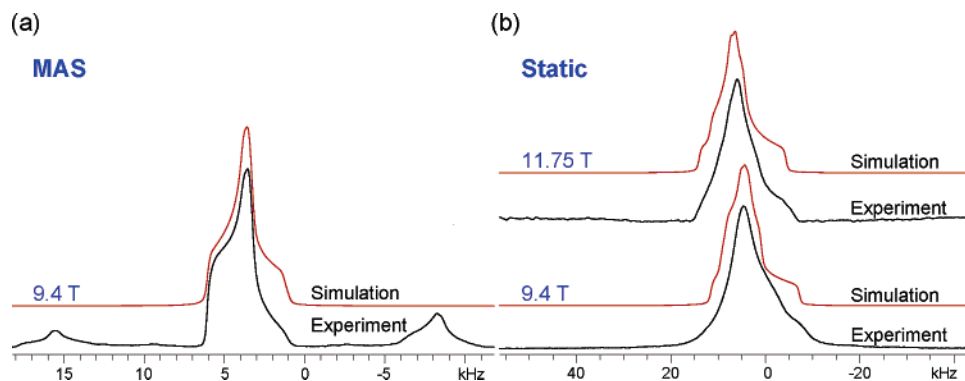 (a)
MAS
9.4 T
Simulation
Experiment
15 10 5 0 -5 kHz
(b)
Static
11.75 T
Simulation
Experiment
9.4 T
Simulation
Experiment
40 20 0 -20 kHz